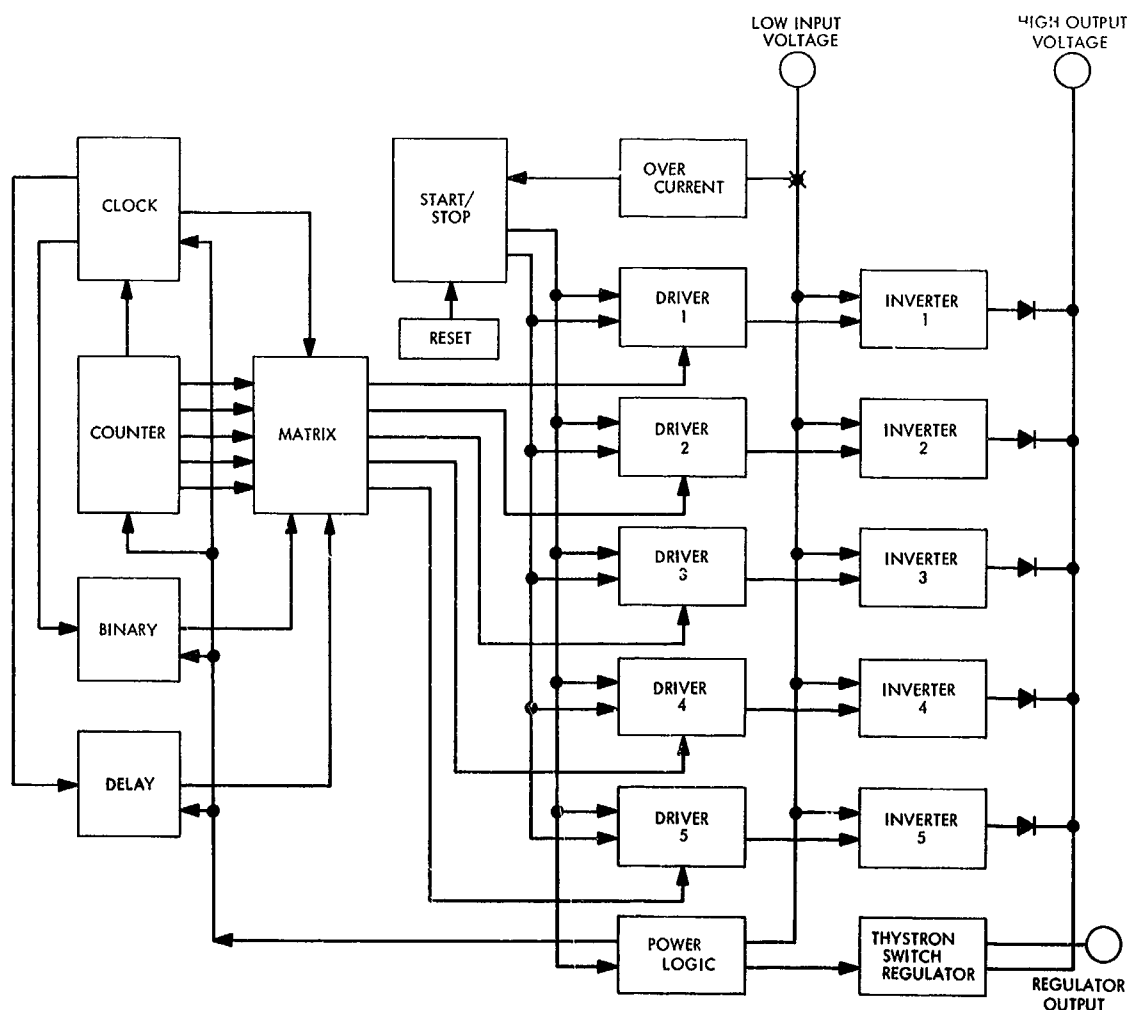 LOW INPUT
VOLTAGE
HIGH OUTPUT
VOLTAGE
CLOCK
START/
STOP
OVER
CURRENT
RESET
DRIVER
1
INVERTER
1
COUNTER
MATRIX
DRIVER
2
INVERTER
2
DRIVER
3
INVERTER
3
BINARY
DRIVER
4
INVERTER
4
DELAY
DRIVER
5
INVERTER
5
POWER
LOGIC
THYSTRON
SWITCH
REGULATOR
REGULATOR
OUTPUT